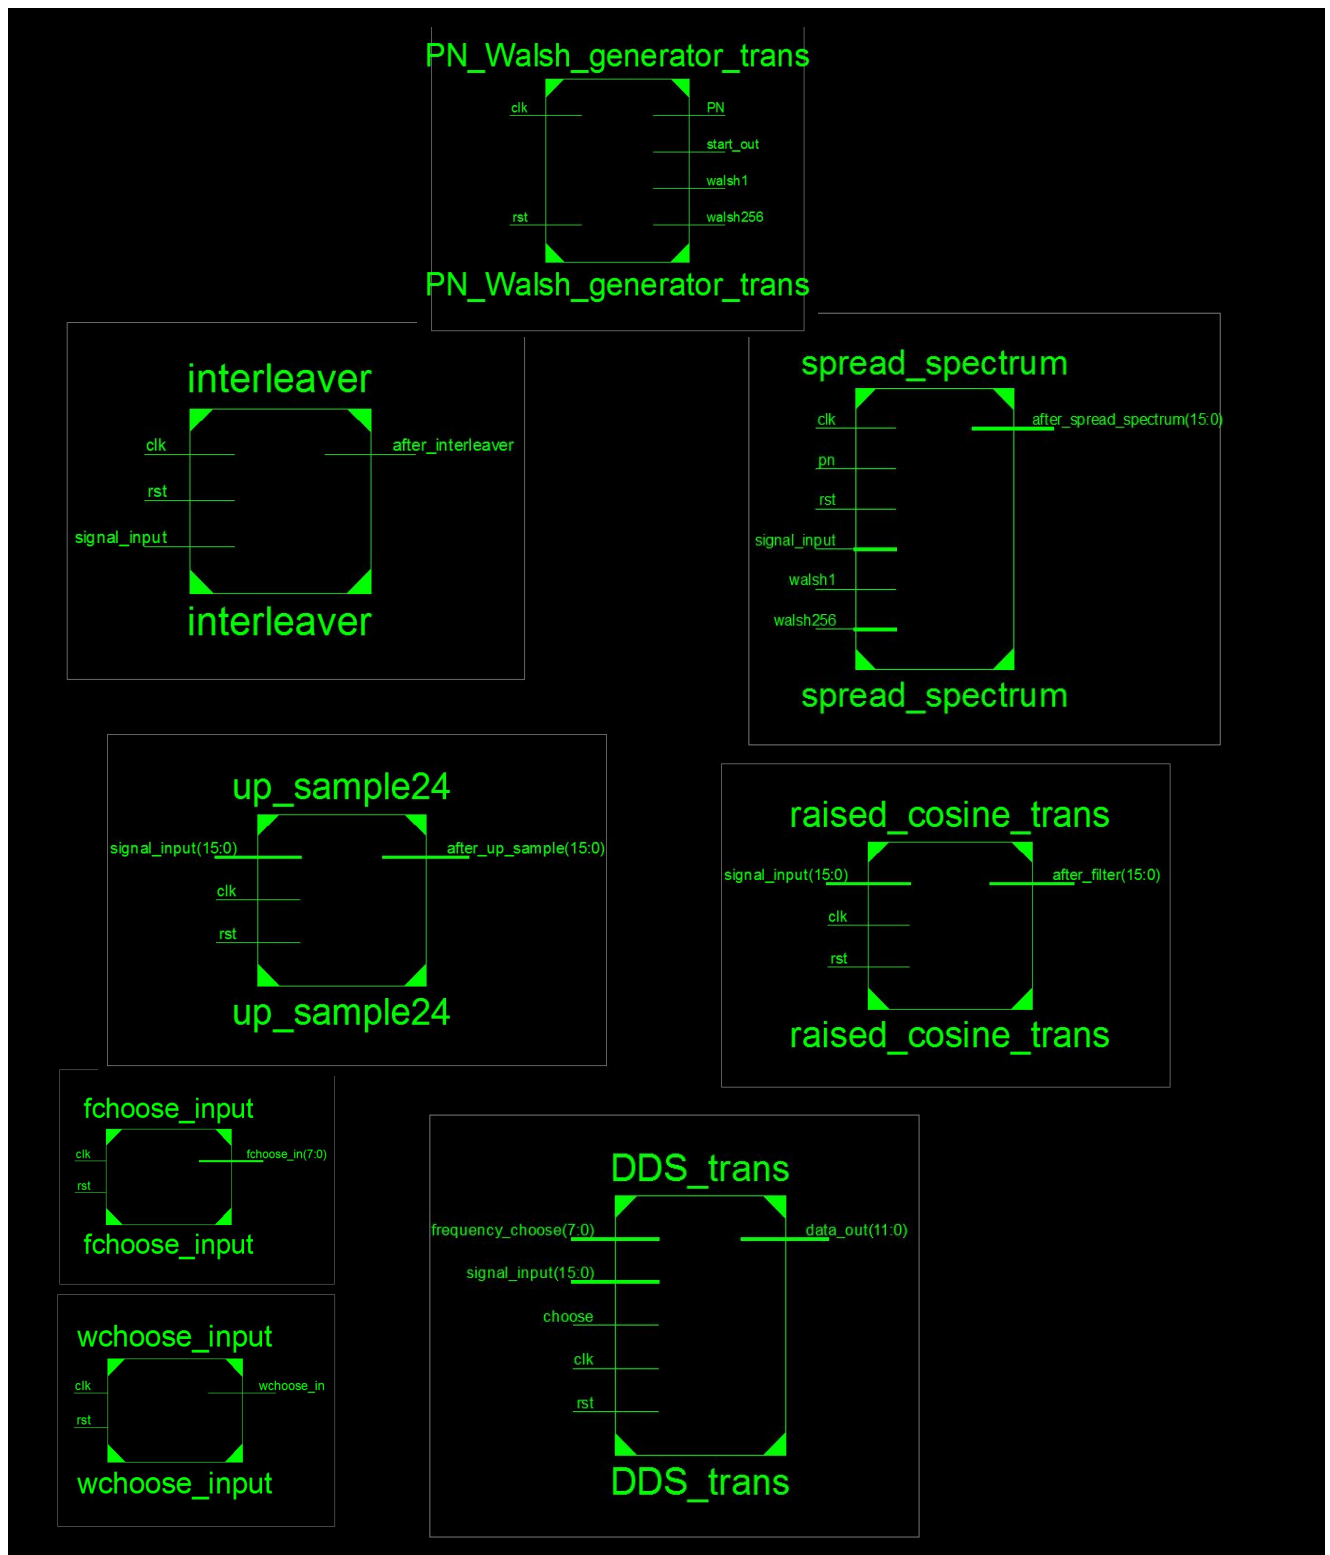 PN_Walsh_generator_trans
clk
PN
start_out
walsh1
rst
walsh256
PN_Walsh_generator_trans
interleaver
clk
after_interleaver
rst
signal_input
interleaver
spread_spectrum
clk
after_spread_spectrum(15:0)
pn
rst
signal_input
walsh1
walsh256
spread_spectrum
up_sample24
signal_input(15:0)
after_up_sample(15:0)
clk
rst
up_sample24
raised_cosine_trans
signal_input(15:0)
after_filter(15:0)
clk
rst
raised_cosine_trans
fchoose_input
clk
fchoose_in(7:0)
rst
fchoose_input
DDS_trans
frequency_choose(7:0)
data_out(11:0)
signal_input(15:0)
choose
clk
rst
DDS_trans
wchoose_input
clk
wchoose_in
rst
wchoose_input